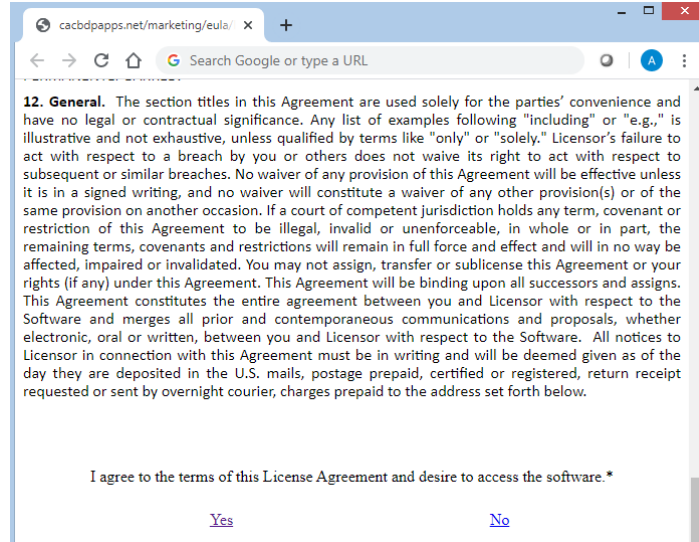 cacbdpapps.net/marketing/eula/
Search Google or type a URL
A
12. General. The section titles in this Agreement are used solely for the parties' convenience and
have no legal or contractual significance. Any list of examples following "including" or "e.g.," is
illustrative and not exhaustive, unless qualified by terms like "only" or "solely." Licensor's failure to
act with respect to a breach by you or others does not waive its right to act with respect to
subsequent or similar breaches. No waiver of any provision of this Agreement will be effective unless
it is in a signed writing, and no waiver will constitute a waiver of any other provision(s) or of the
same provision on another occasion. If a court of competent jurisdiction holds any term, covenant or
restriction of this Agreement to be illegal, invalid or unenforceable, in whole or in part, the
remaining terms, covenants and restrictions will remain in full force and effect and will in no way be
affected, impaired or invalidated. You may not assign, transfer or sublicense this Agreement or your
rights (if any) under this Agreement. This Agreement will be binding upon all successors and assigns.
This Agreement constitutes the entire agreement between you and Licensor with respect to the
Software and merges all prior and contemporaneous communications and proposals, whether
electronic, oral or written, between you and Licensor with respect to the Software. All notices to
Licensor in connection with this Agreement must be in writing and will be deemed given as of the
day they are deposited in the U.S. mails, postage prepaid, certified or registered, return receipt
requested or sent by overnight courier, charges prepaid to the address set forth below.
I agree to the terms of this License Agreement and desire to access the software.*
Yes No